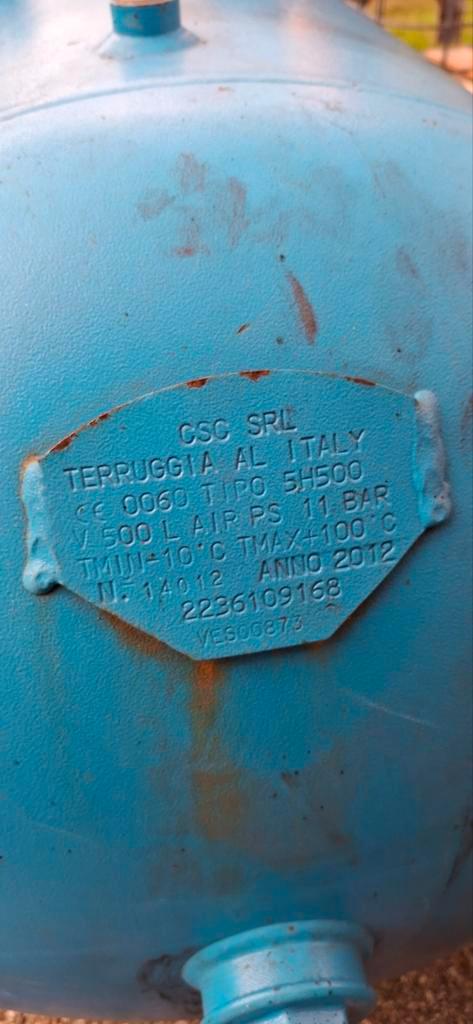 CSC SRL
TERRUGGIA AL ITALY
CE 0060 TIPO 5H500
V 500 L AIR PS 11 BAR
TMIN-10°C TMAX+100°C
N. 14012 ANNO 2012
2236109168
VES00873